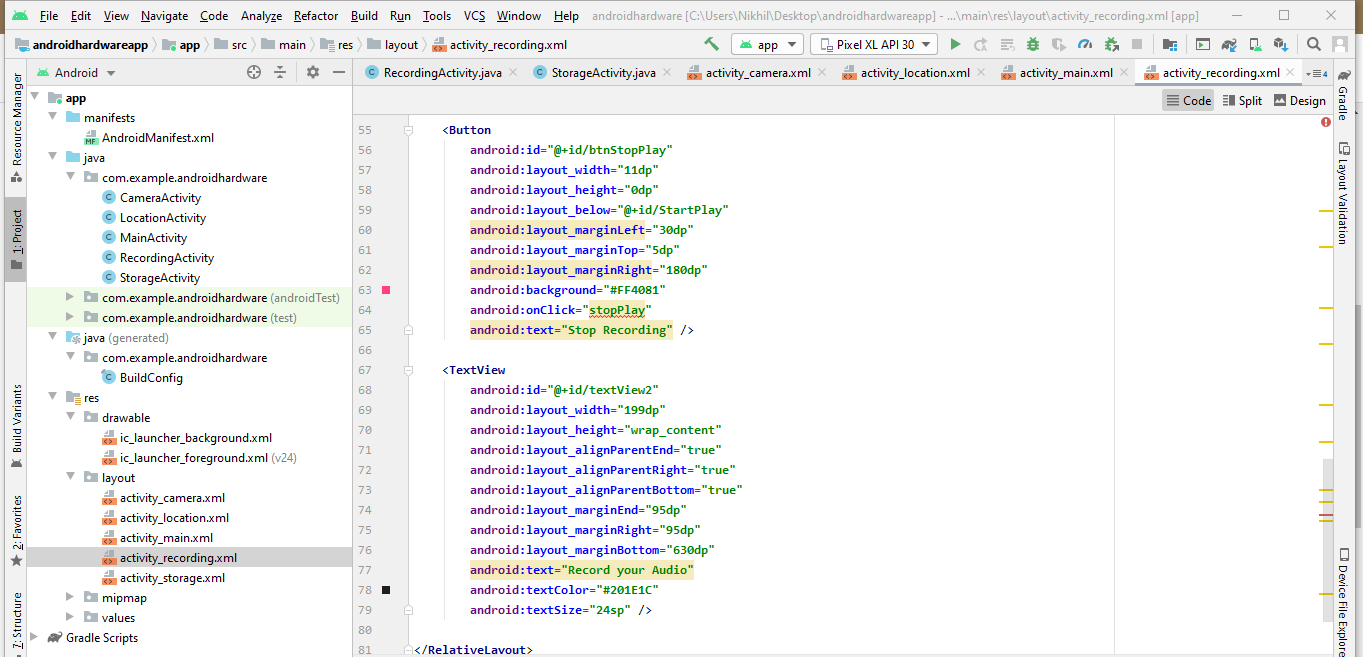 File Edit View Navigate Code Analyze Refactor Build Run Tools VCS Window Help androidhardware [C:\Users\Nikhil\Desktop\androidhardwareapp] - ...\main\res\layout\activity_recording.xml [app]
androidhardwareapp app src main res layout activity_recording.xml app Pixel XL API 30
Android RecordingActivity.java StorageActivity.java activity_camera.xml activity_location.xml activity_main.xml activity_recording.xml 4
Code Split Design
Resource Manager
1: Project
Build Variants
2: Favorites
7: Structure
app
manifests
AndroidManifest.xml
java
com.example.androidhardware
CameraActivity
LocationActivity
MainActivity
RecordingActivity
StorageActivity
com.example.androidhardware (androidTest)
com.example.androidhardware (test)
java (generated)
com.example.androidhardware
BuildConfig
res
drawable
ic_launcher_background.xml
ic_launcher_foreground.xml (v24)
layout
activity_camera.xml
activity_location.xml
activity_main.xml
activity_recording.xml
activity_storage.xml
mipmap
values
Gradle Scripts
55 <Button
56 android:id="@+id/btnStopPlay"
57 android:layout_width="11dp"
58 android:layout_height="0dp"
59 android:layout_below="@+id/StartPlay"
60 android:layout_marginLeft="30dp"
61 android:layout_marginTop="5dp"
62 android:layout_marginRight="180dp"
63 android:background="#FF4081"
64 android:onClick="stopPlay"
65 android:text="Stop Recording" />
66
67 <TextView
68 android:id="@+id/textView2"
69 android:layout_width="199dp"
70 android:layout_height="wrap_content"
71 android:layout_alignParentEnd="true"
72 android:layout_alignParentRight="true"
73 android:layout_alignParentBottom="true"
74 android:layout_marginEnd="95dp"
75 android:layout_marginRight="95dp"
76 android:layout_marginBottom="630dp"
77 android:text="Record your Audio"
78 android:textColor="#201E1C"
79 android:textSize="24sp" />
80
81 </RelativeLayout>
Gradle
Layout Validation
Device File Explore